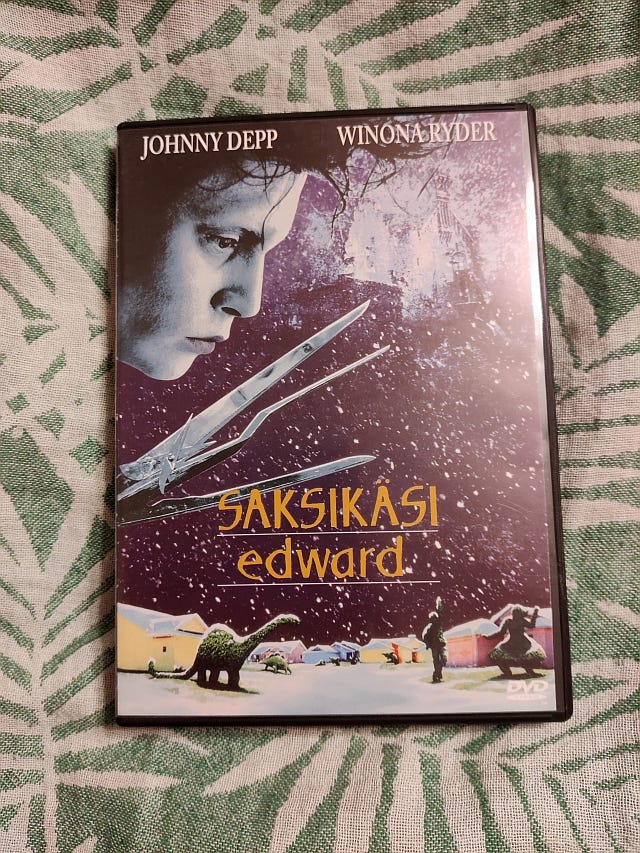 JOHNNY DEPP WINONA RYDER
SAKSIKÄSI
edward
DVD